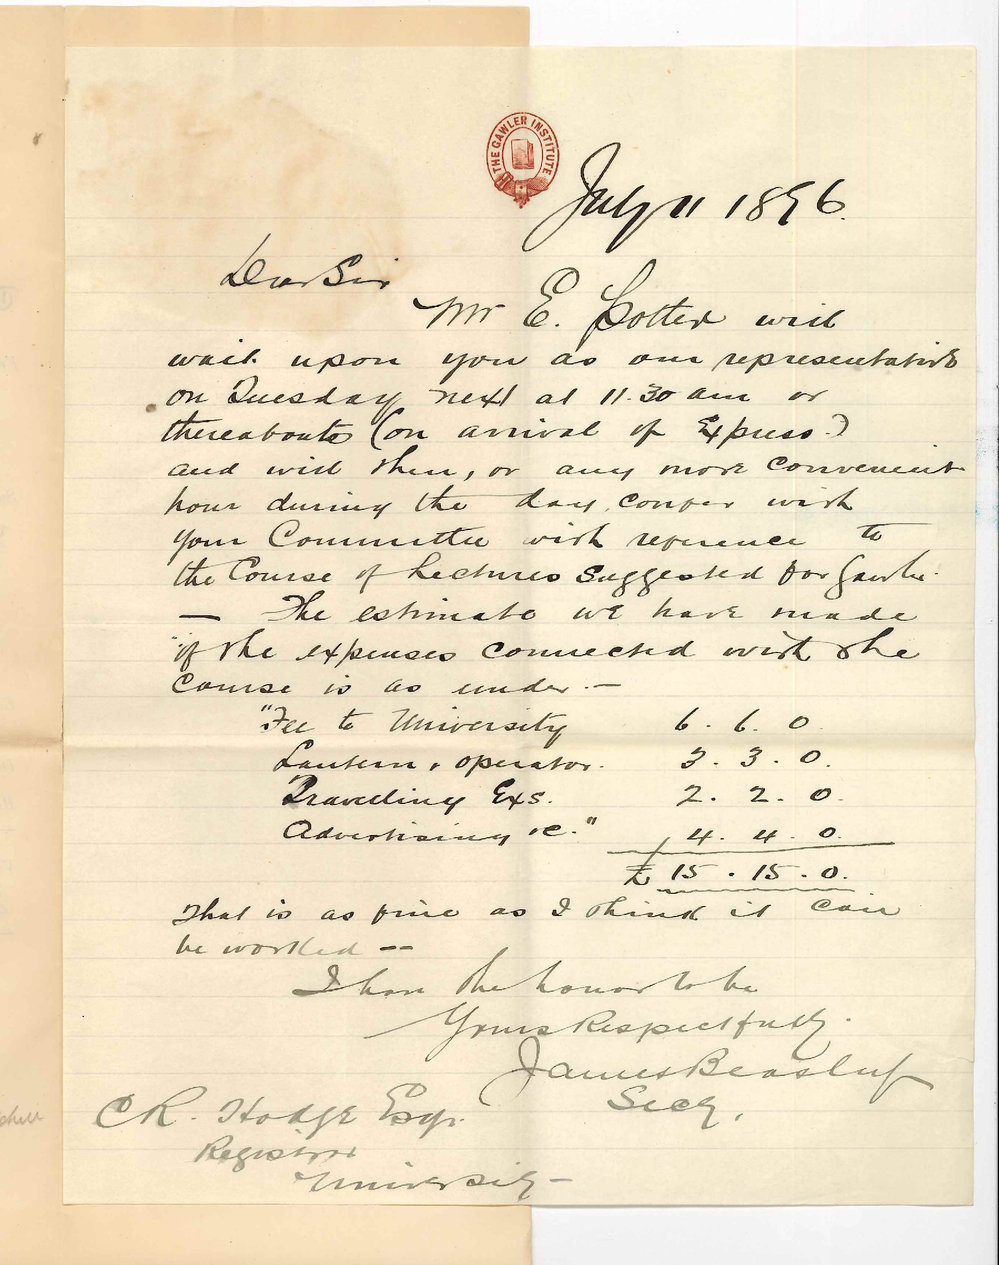 THE GAWLER INSTITUTE
July 11 1896.
Dear Sir
Mr E. Potter will
wait upon you as our representative
on Tuesday next at 11.30 am or
thereabouts (on arrival of Express.)
and will then, or any more convenient
hour during the day, confer with
your Committee with reference to
the Course of Lectures suggested for Gawler.
— The estimate we have made
"of the expenses connected with the
Course is as under. —
"Fee to University 6. 6. 0
Lantern & operator. 3. 3. 0.
Travelling Exs. 2. 2. 0.
Advertising &c." 4. 4. 0.
£ 15. 15. 0.
That is as fine as I think it can
be worked --
I have the honor to be
Yours Respectfully.
James Beasley
Secy,
C R. Hodge Esqr.
Registrar
University —